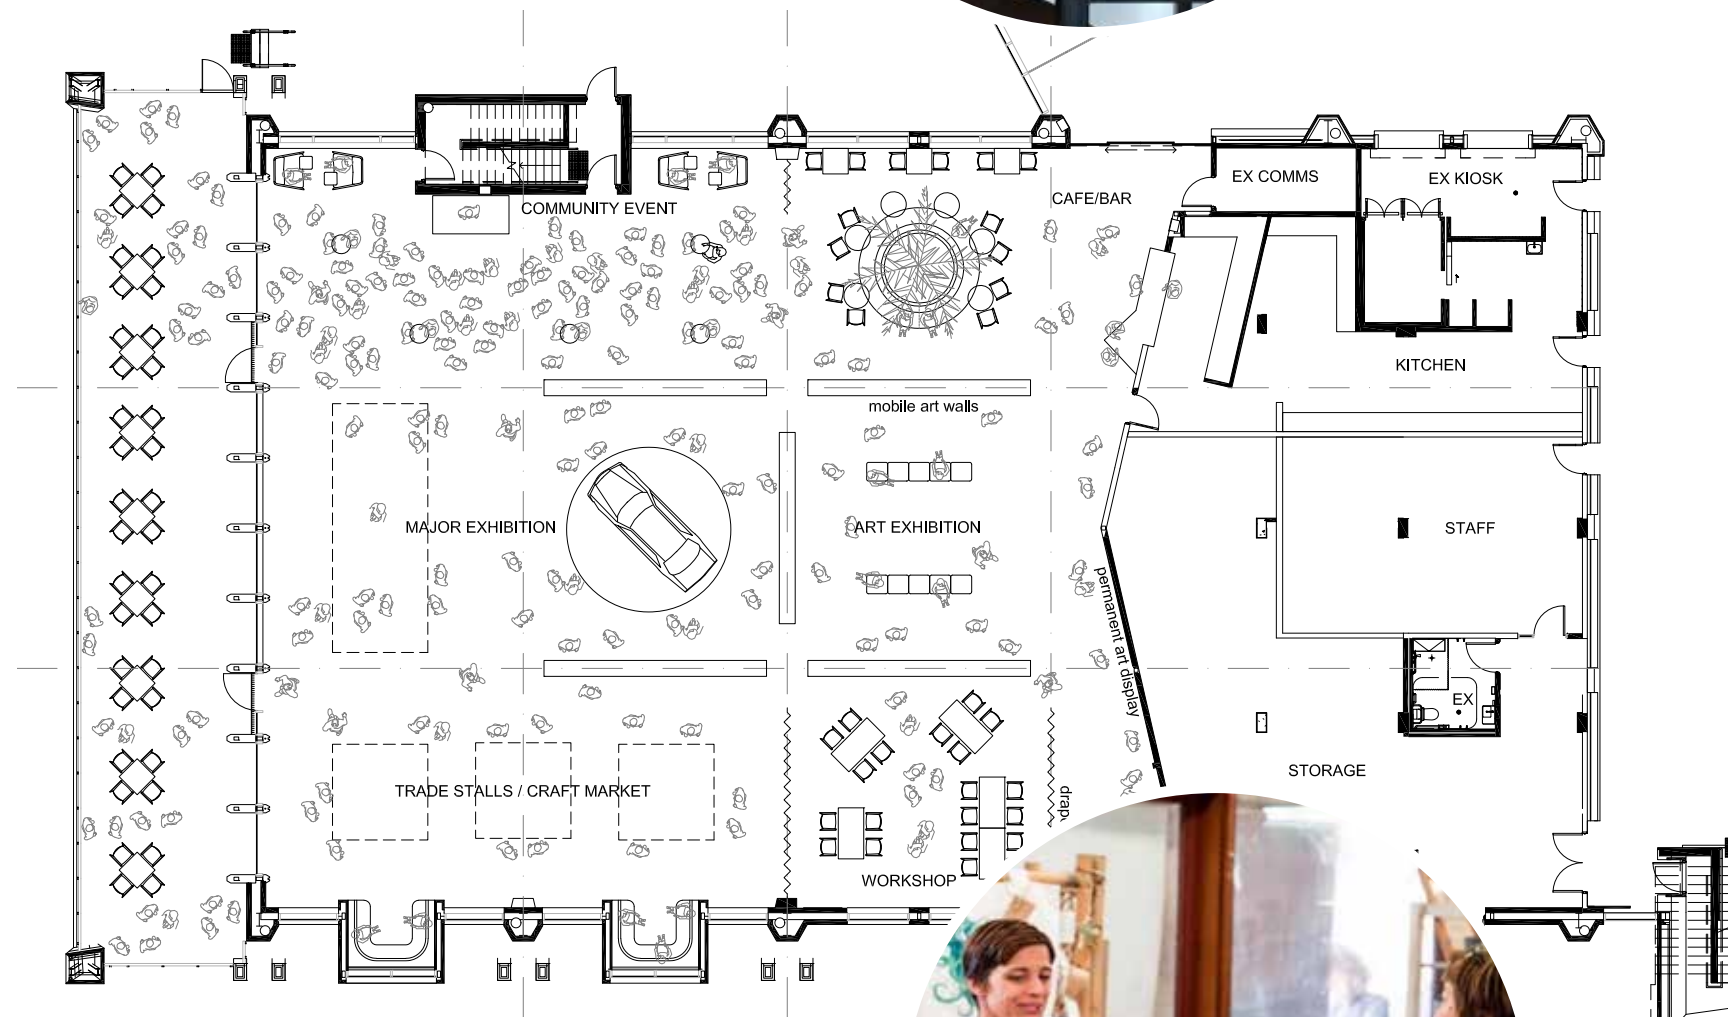 EX COMMS
EX KIOSK
CAFE/BAR
COMMUNITY EVENT
KITCHEN
mobile art walls
MAJOR EXHIBITION
ART EXHIBITION
STAFF
permanent art display
EX
STORAGE
TRADE STALLS / CRAFT MARKET
WORKSHOP